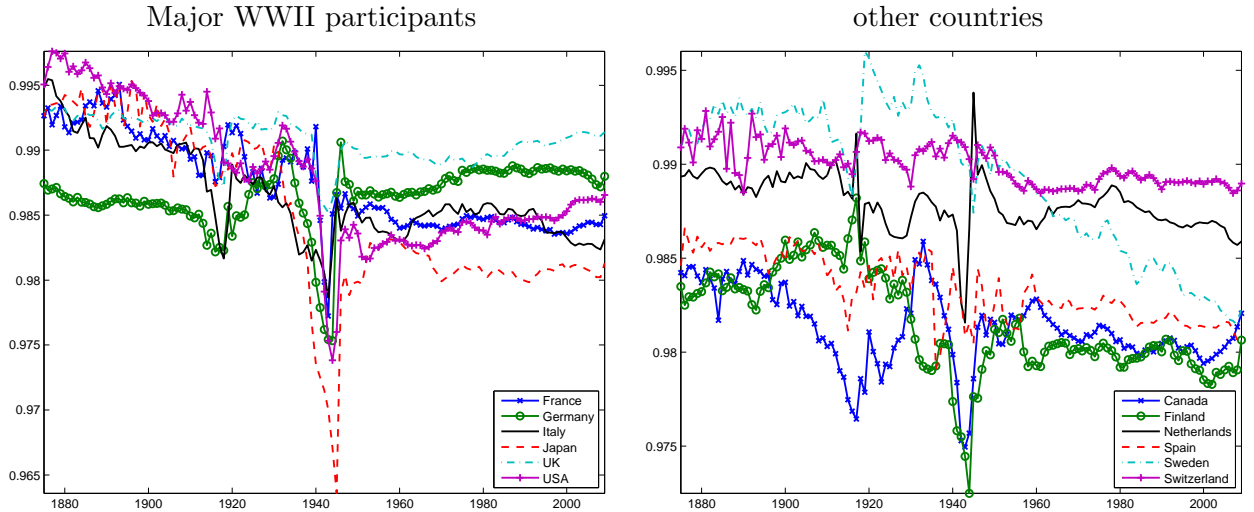 Major WWII participants
0.995
0.99
0.985
0.98
0.975
0.97
0.965
1880 1900 1920 1940 1960 1980 2000
France
Germany
Italy
Japan
UK
USA
other countries
0.995
0.99
0.985
0.98
0.975
1880 1900 1920 1940 1960 1980 2000
Canada
Finland
Netherlands
Spain
Sweden
Switzerland